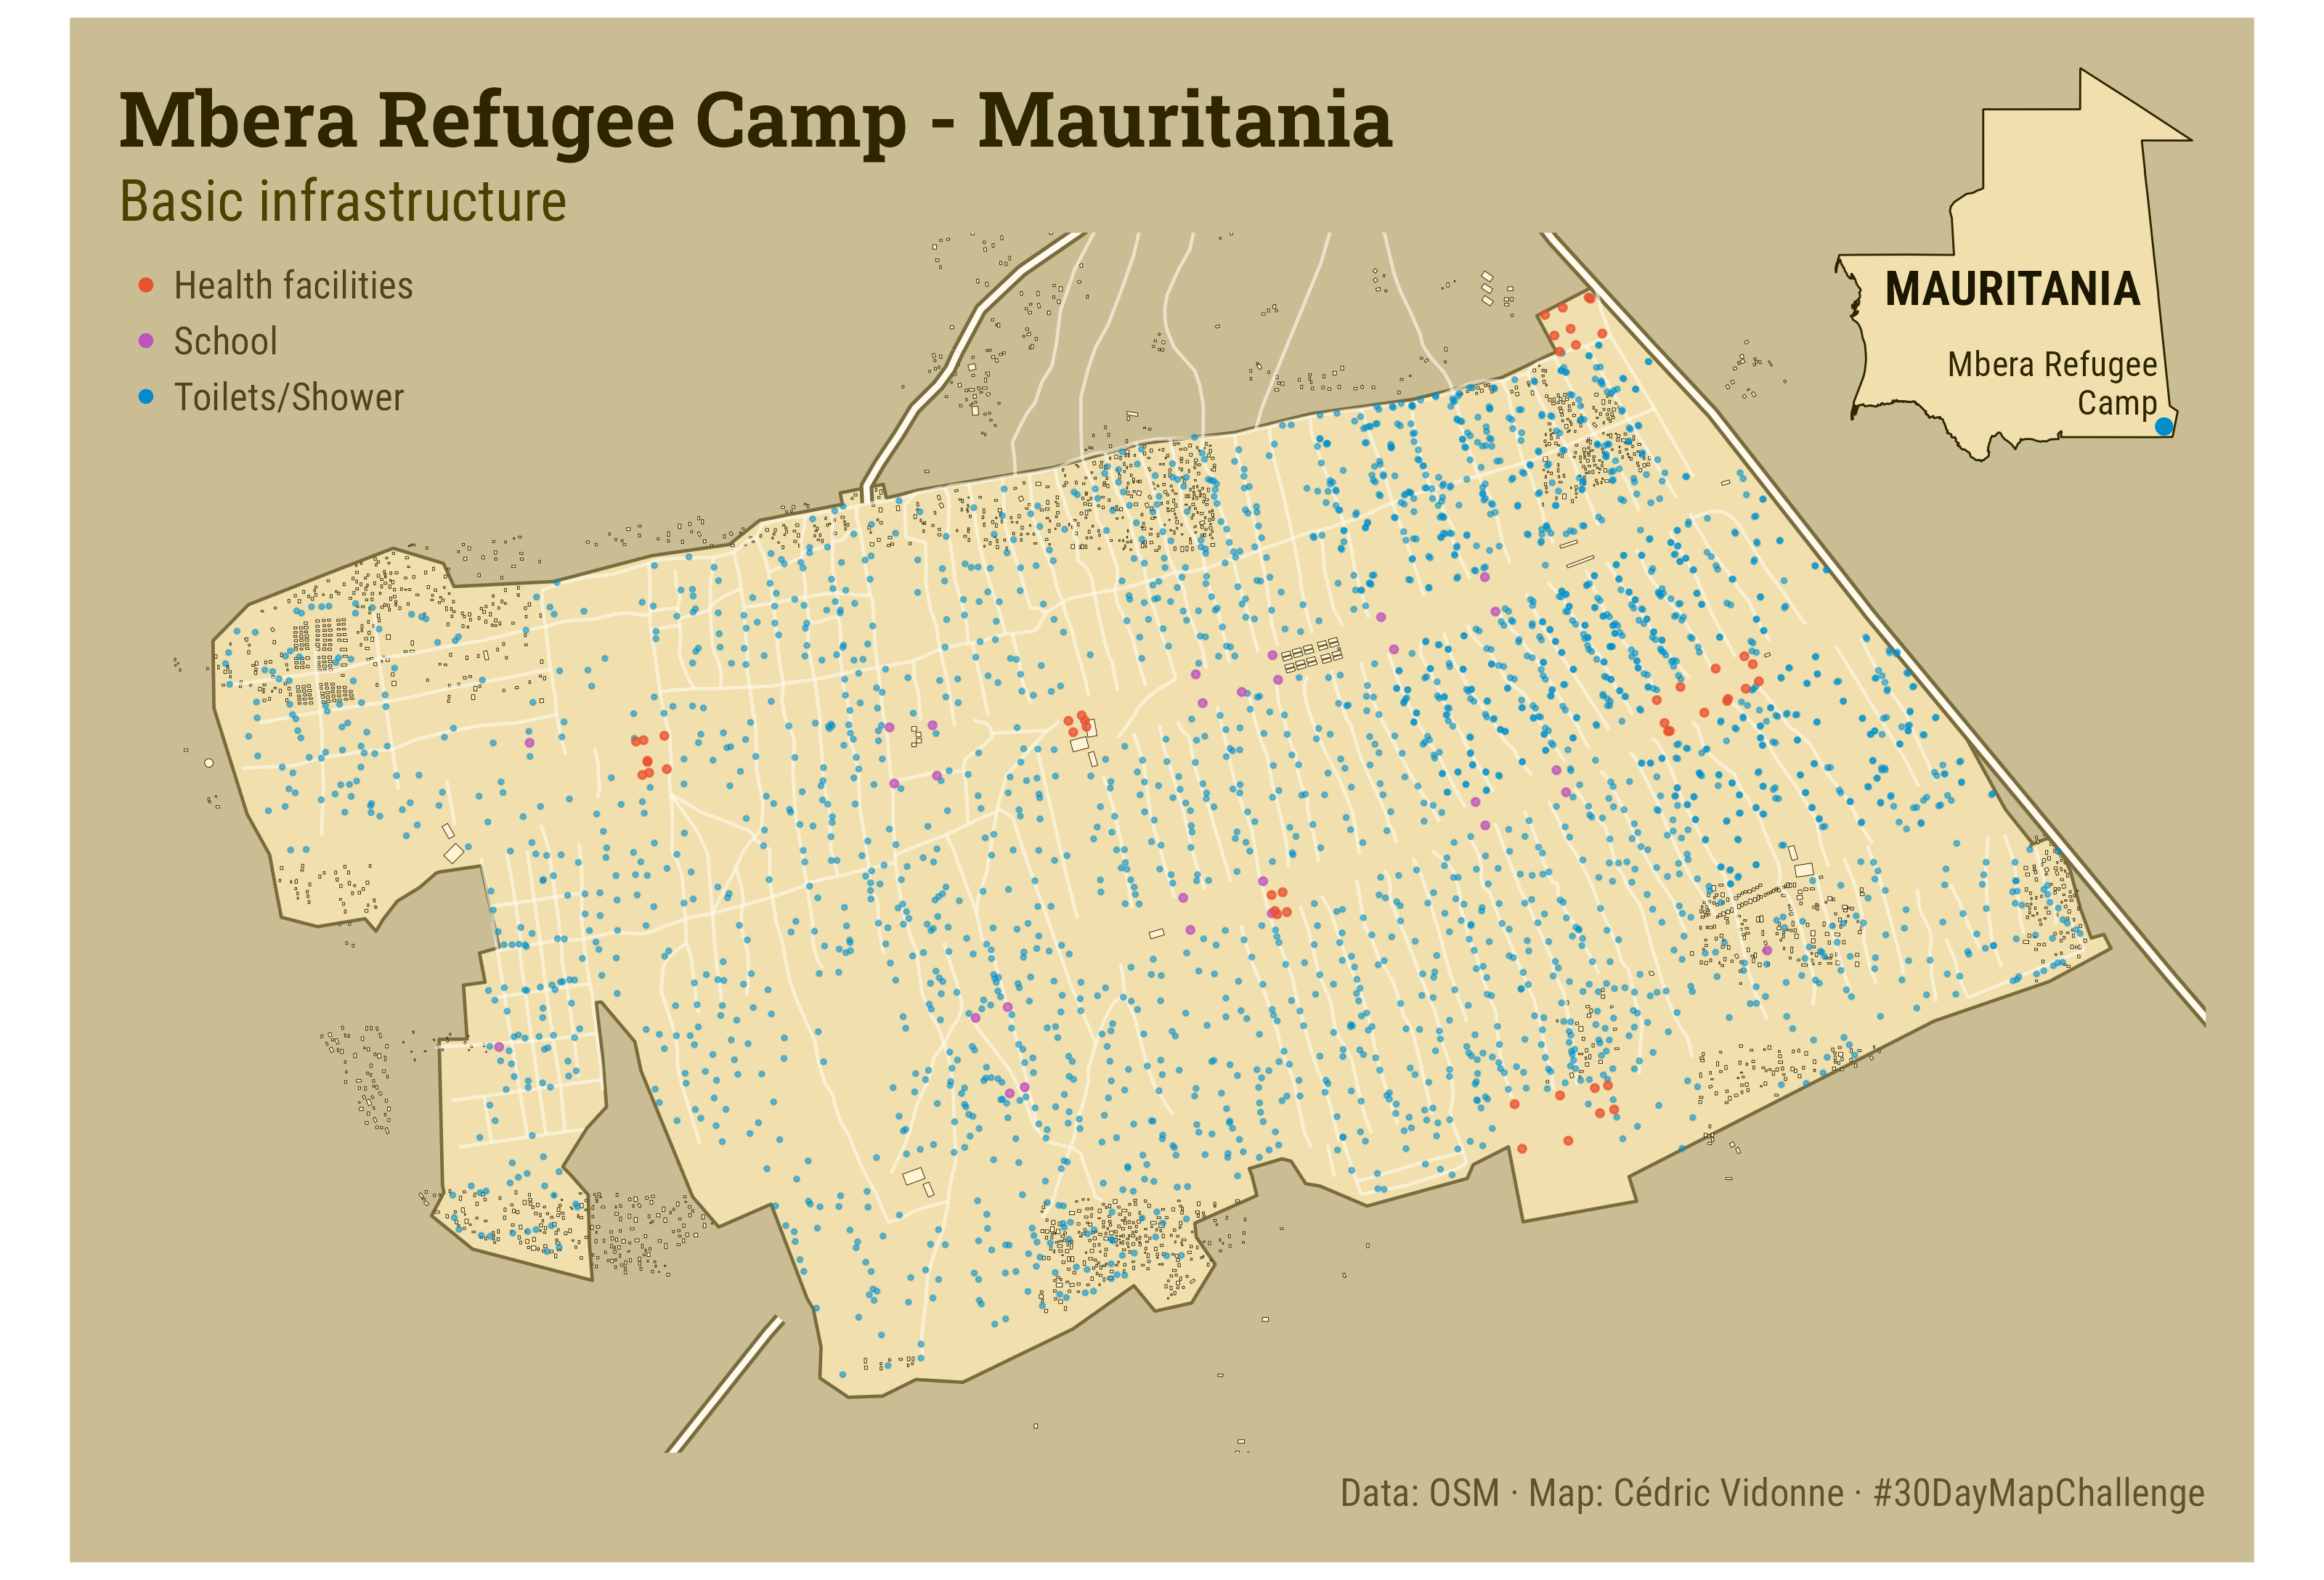 Mbera Refugee Camp - Mauritania
Basic infrastructure
Health facilities
School
Toilets/Shower
MAURITANIA
Mbera Refugee
Camp
Data: OSM · Map: Cédric Vidonne · #30DayMapChallenge